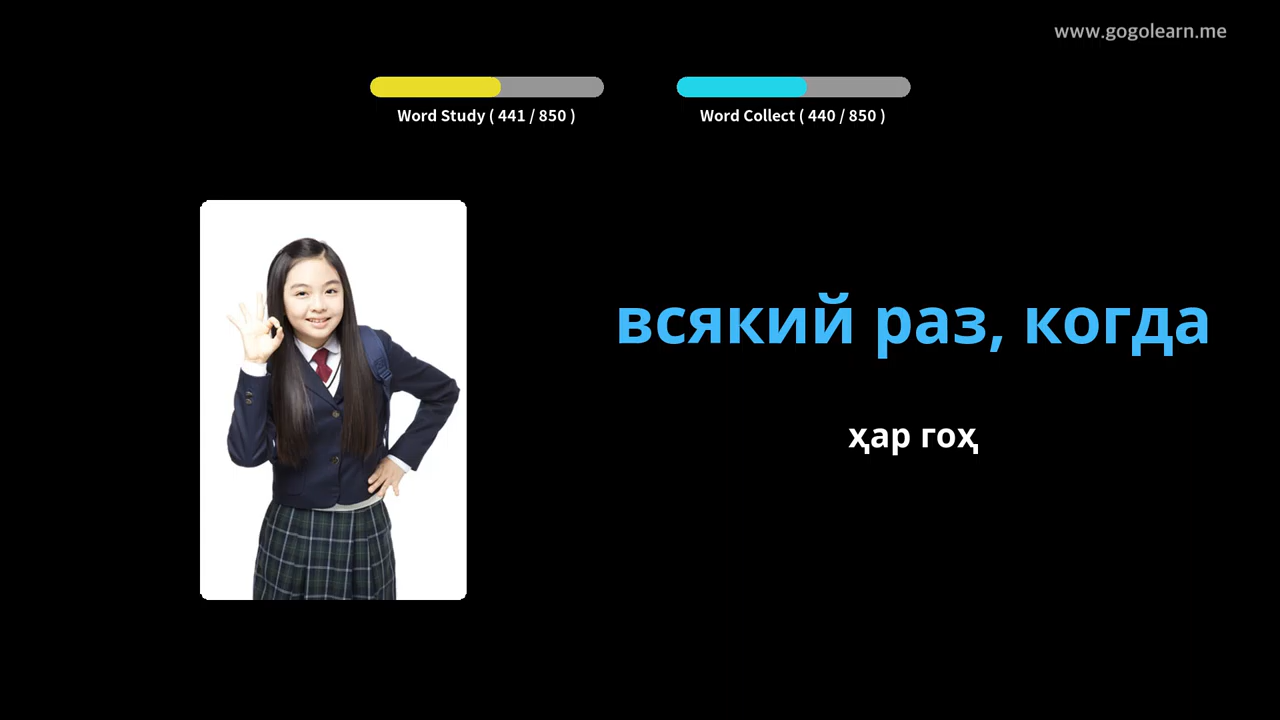 www.gogolearn.me
Word Study ( 441 / 850 )
Word Collect ( 440 / 850 )
всякий раз, когда
ҳар гоҳ